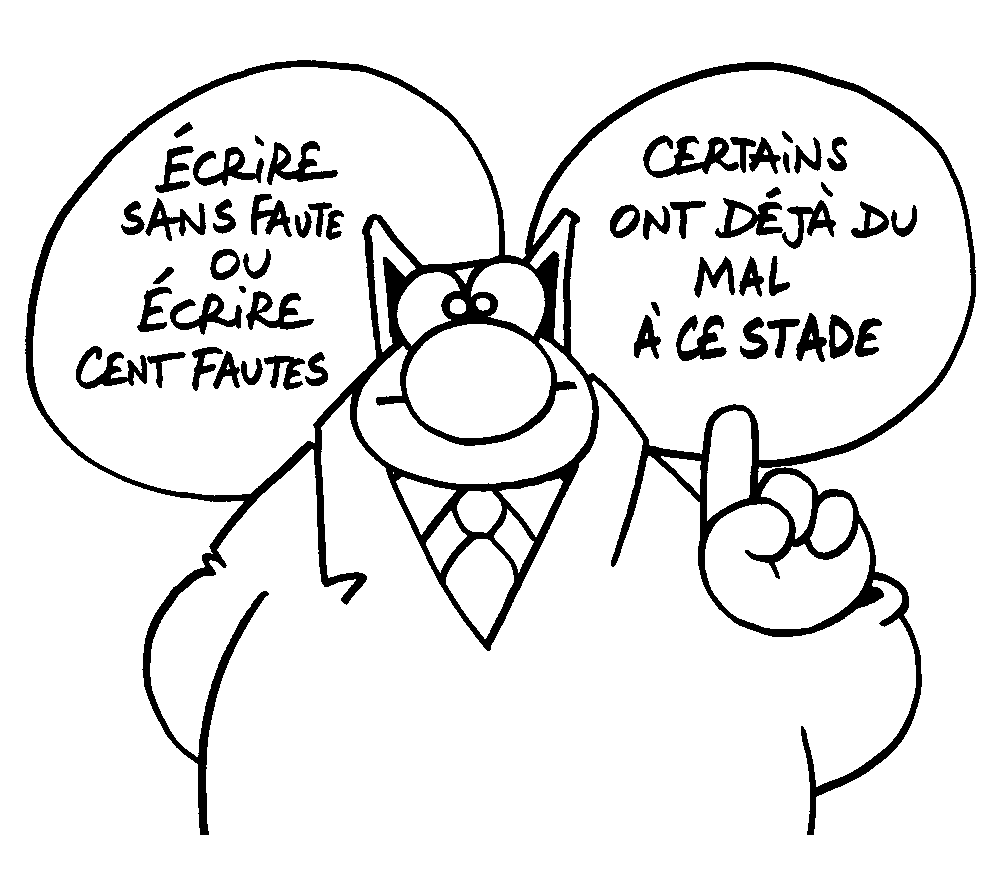 ÉCRIRE
SANS FAUTE
OU
ÉCRIRE
CENT FAUTES
CERTAINS
ONT DÉJÀ DU
MAL
À CE STADE